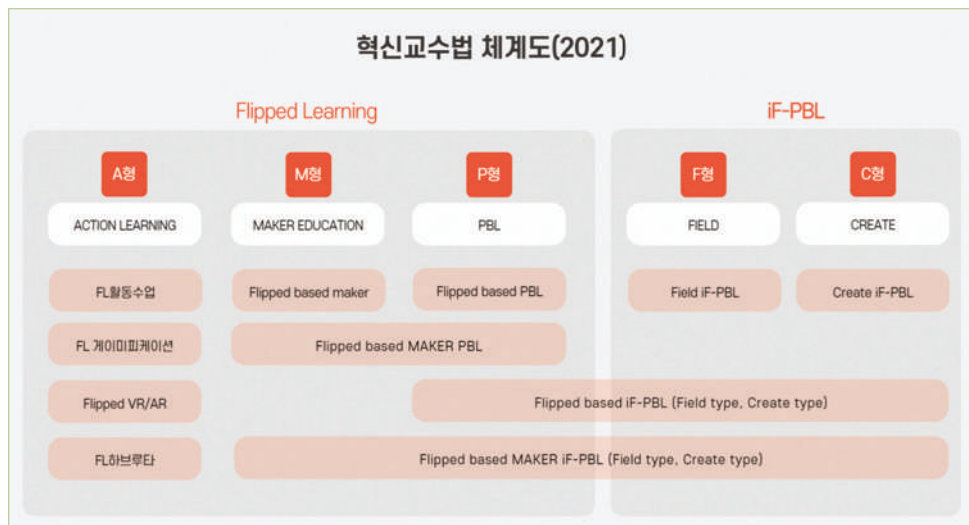 혁신교수법 체계도(2021)
Flipped Learning
iF-PBL
A형
M형
P형
F형
C형
ACTION LEARNING
MAKER EDUCATION
PBL
FIELD
CREATE
FL활동수업
Flipped based maker
Flipped based PBL
Field iF-PBL
Create iF-PBL
FL 게이미피케이션
Flipped based MAKER PBL
Flipped VR/AR
Flipped based iF-PBL (Field type, Create type)
FL하브루타
Flipped based MAKER iF-PBL (Field type, Create type)